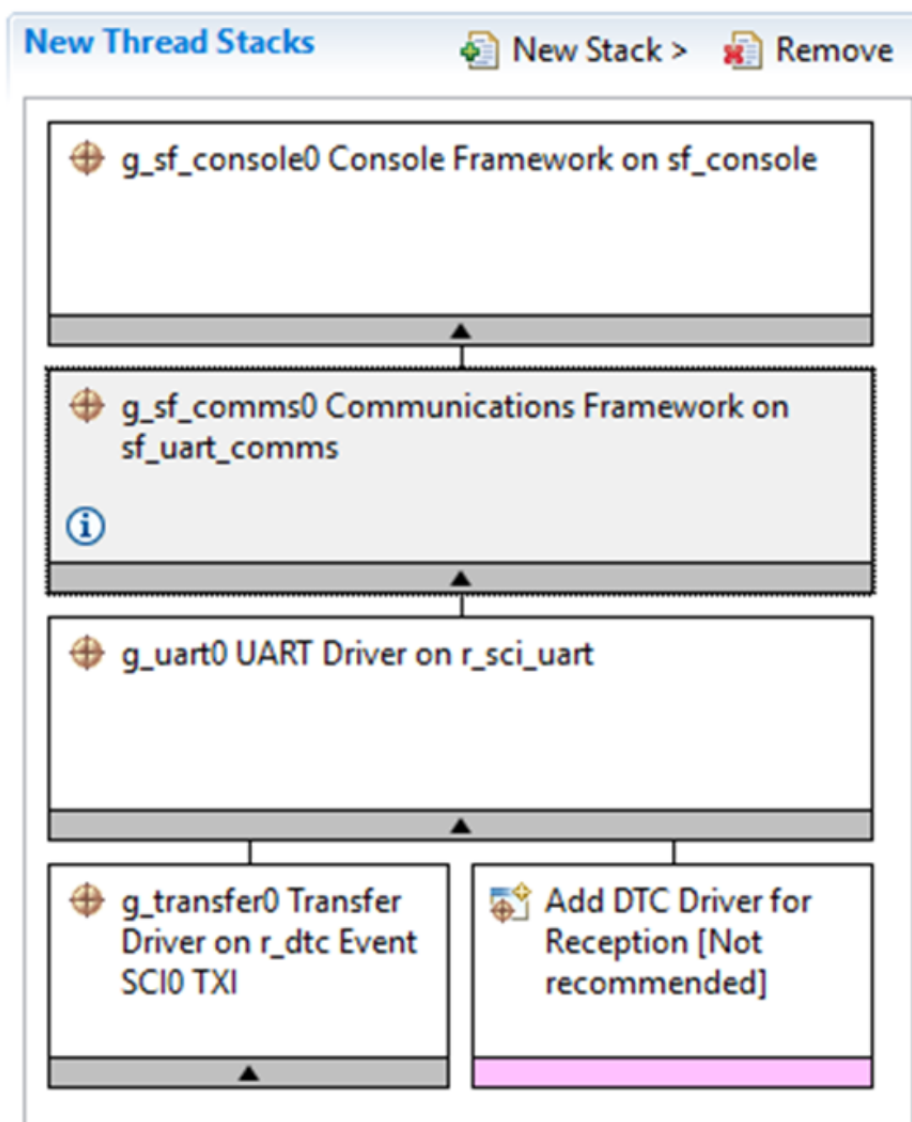 New Thread Stacks
New Stack >
Remove
g_sf_console0 Console Framework on sf_console
g_sf_comms0 Communications Framework on
sf_uart_comms
g_uart0 UART Driver on r_sci_uart
g_transfer0 Transfer
Driver on r_dtc Event
SCI0 TXI
Add DTC Driver for
Reception [Not
recommended]